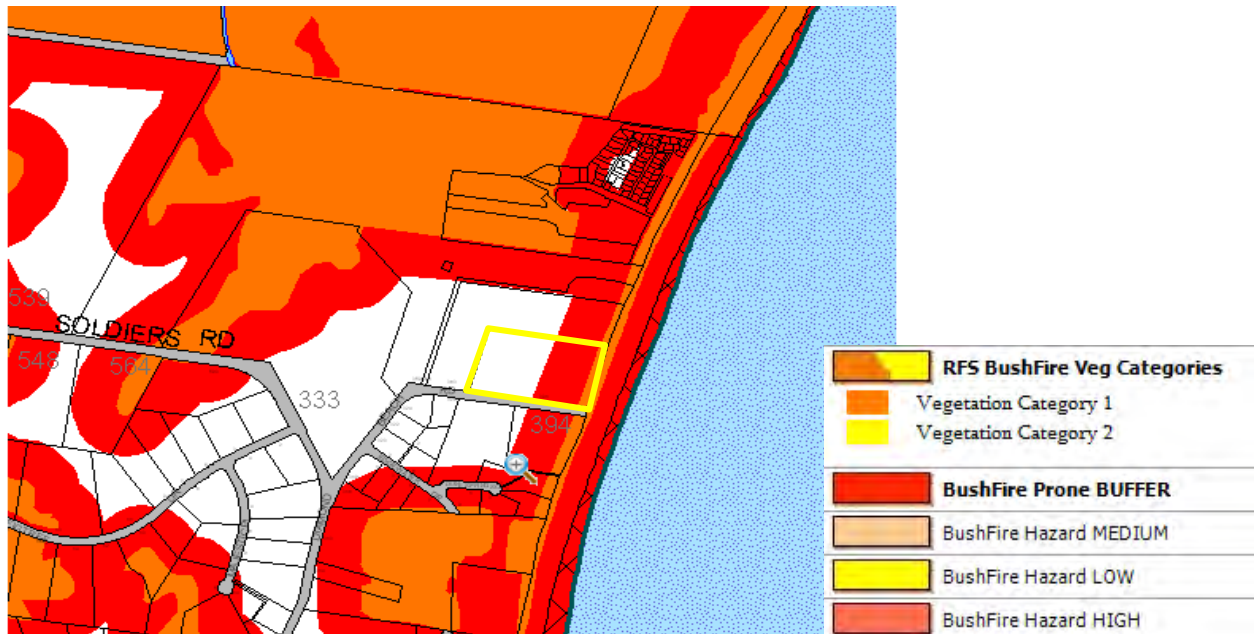 539
SOLDIERS RD
548
564
333
394
RFS BushFire Veg Categories
Vegetation Category 1
Vegetation Category 2
BushFire Prone BUFFER
BushFire Hazard MEDIUM
BushFire Hazard LOW
BushFire Hazard HIGH